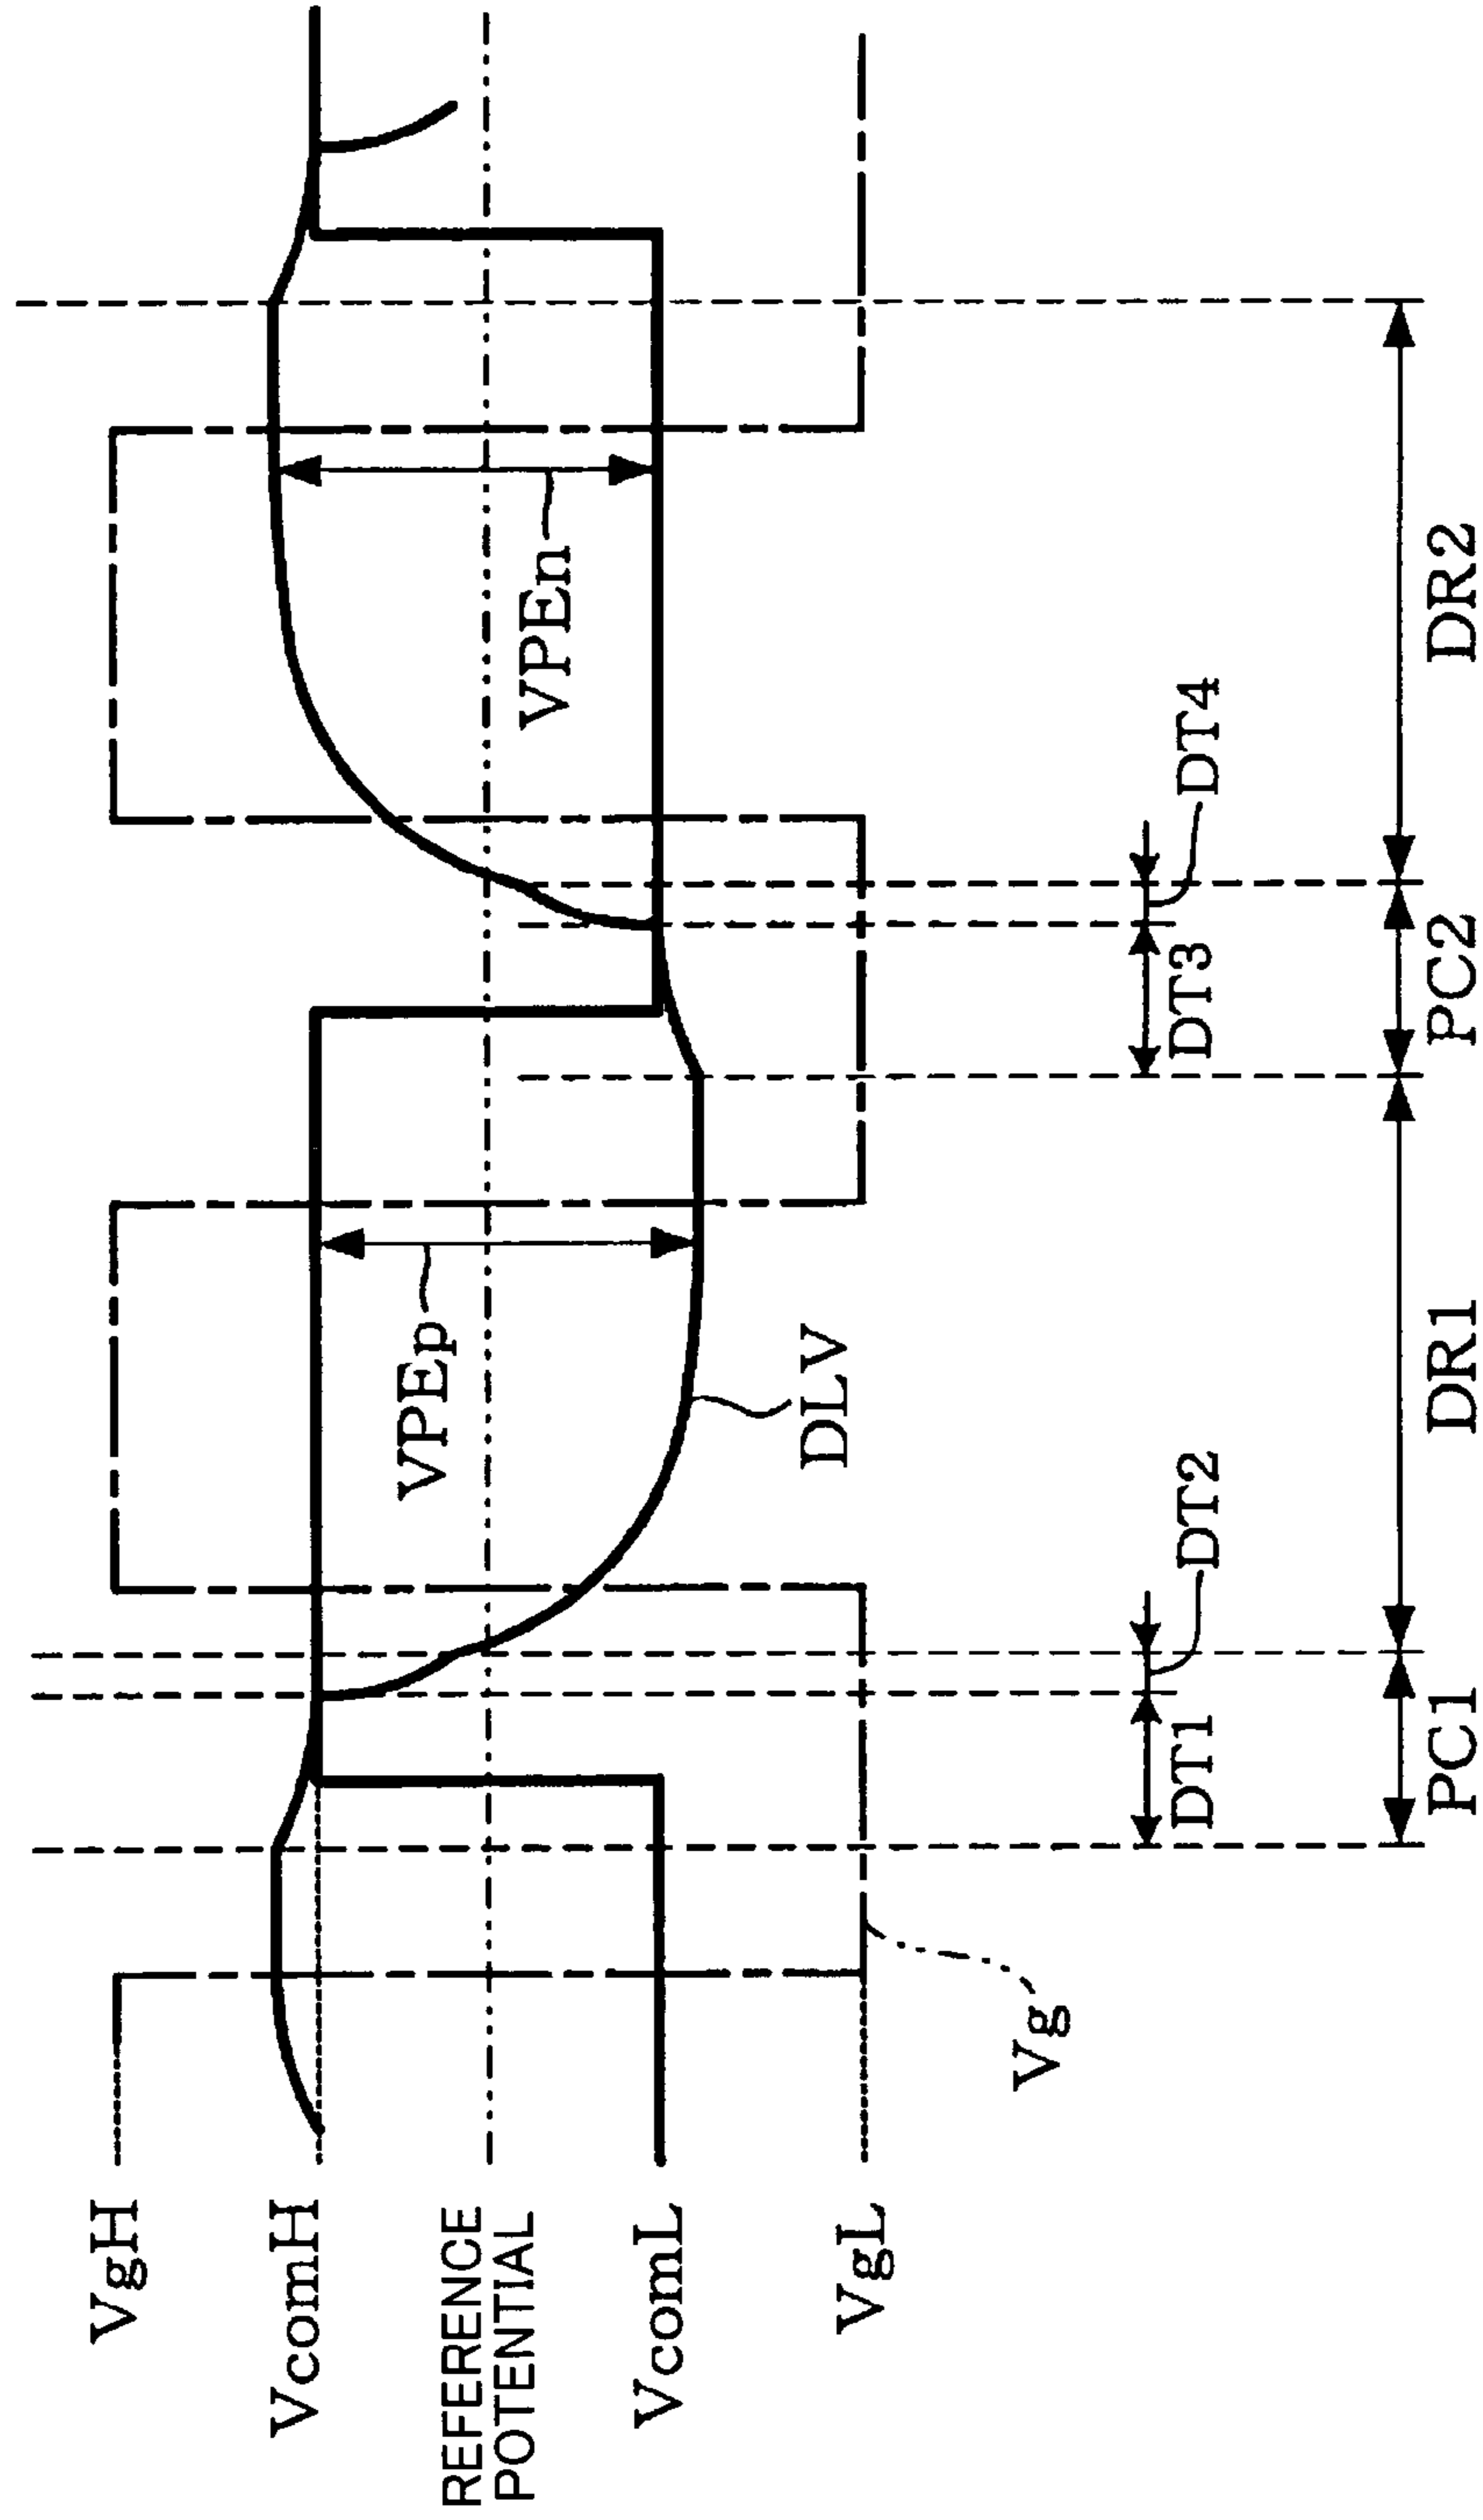 VgH
VcomH
REFERENCE
POTENTIAL
VcomL
VgL
Vg
VPEp
VPEn
DLV
DT1
DT2
DT3
DT4
PC1
DR1
PC2
DR2